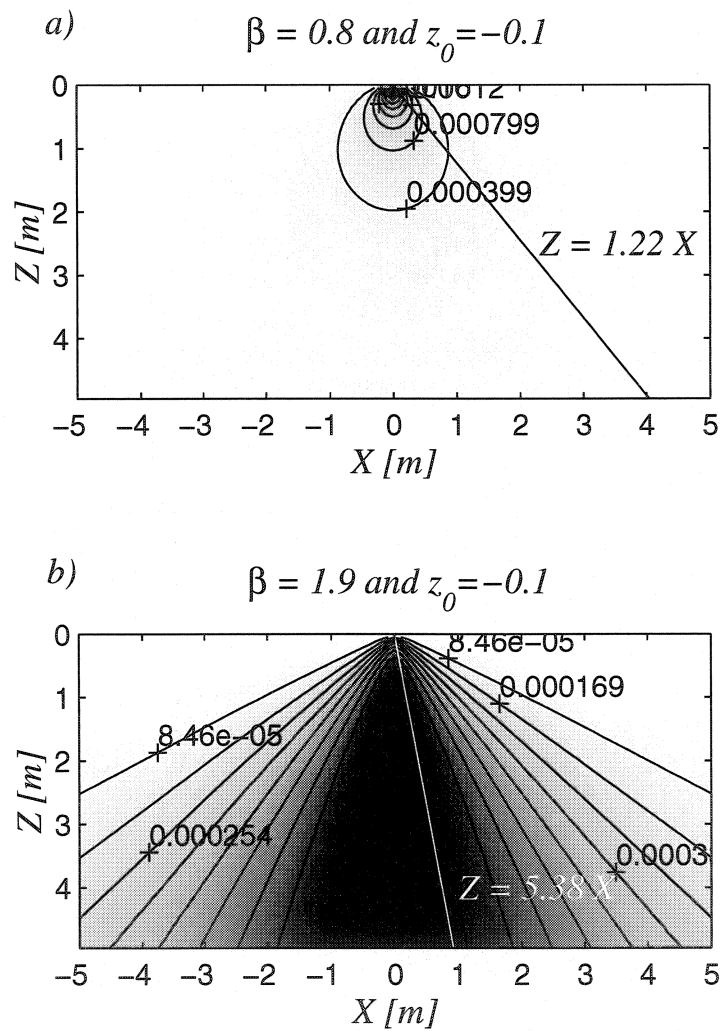 a)
β = 0.8 and z0=−0.1
0
1
2
3
4
Z [m]
0.000799
0.000399
Z = 1.22 X
−5 −4 −3 −2 −1 0 1 2 3 4 5
X [m]
b)
β = 1.9 and z0=−0.1
0
1
2
3
4
Z [m]
8.46e−05
0.000169
8.46e−05
0.000254
0.0003
Z = 5.38 X
−5 −4 −3 −2 −1 0 1 2 3 4 5
X [m]